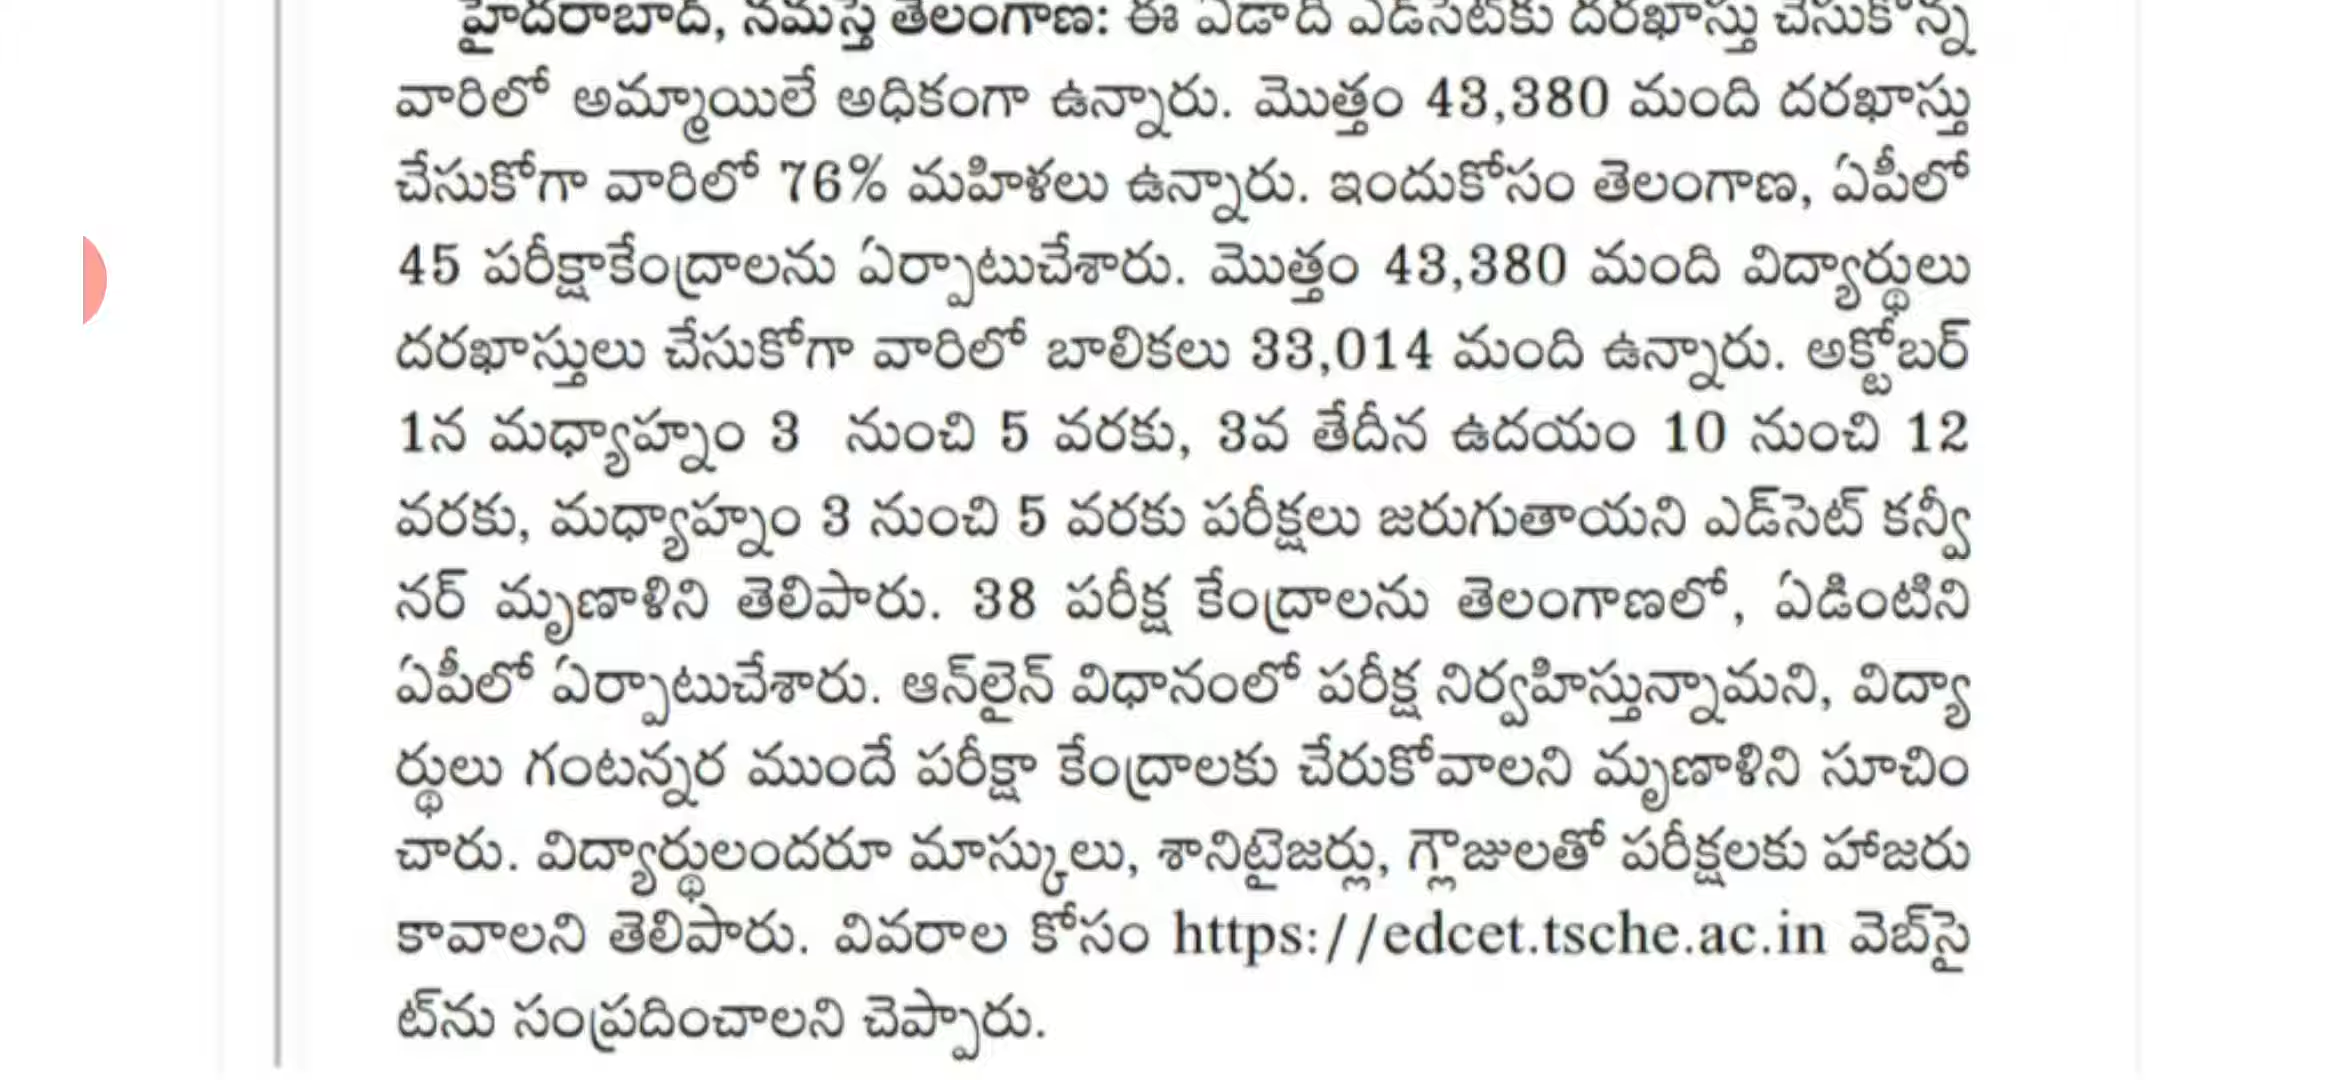 హైదరాబాద్, నమస్తే తెలంగాణ: ఈ ఏడాది ఎడ్‌సెట్‌కు దరఖాస్తు చేసుకొన్న
వారిలో అమ్మాయిలే అధికంగా ఉన్నారు. మొత్తం 43,380 మంది దరఖాస్తు
చేసుకోగా వారిలో 76% మహిళలు ఉన్నారు. ఇందుకోసం తెలంగాణ, ఏపీలో
45 పరీక్షాకేంద్రాలను ఏర్పాటుచేశారు. మొత్తం 43,380 మంది విద్యార్థులు
దరఖాస్తులు చేసుకోగా వారిలో బాలికలు 33,014 మంది ఉన్నారు. అక్టోబర్
1న మధ్యాహ్నం 3 నుంచి 5 వరకు, 3వ తేదీన ఉదయం 10 నుంచి 12
వరకు, మధ్యాహ్నం 3 నుంచి 5 వరకు పరీక్షలు జరుగుతాయని ఎడ్‌సెట్ కన్వీ
నర్ మృణాళిని తెలిపారు. 38 పరీక్ష కేంద్రాలను తెలంగాణలో, ఏడింటిని
ఏపీలో ఏర్పాటుచేశారు. ఆన్‌లైన్ విధానంలో పరీక్ష నిర్వహిస్తున్నామని, విద్యా
ర్థులు గంటన్నర ముందే పరీక్షా కేంద్రాలకు చేరుకోవాలని మృణాళిని సూచిం
చారు. విద్యార్థులందరూ మాస్కులు, శానిటైజర్లు, గ్లౌజులతో పరీక్షలకు హాజరు
కావాలని తెలిపారు. వివరాల కోసం https://edcet.tsche.ac.in వెబ్‌సై
ట్‌ను సంప్రదించాలని చెప్పారు.